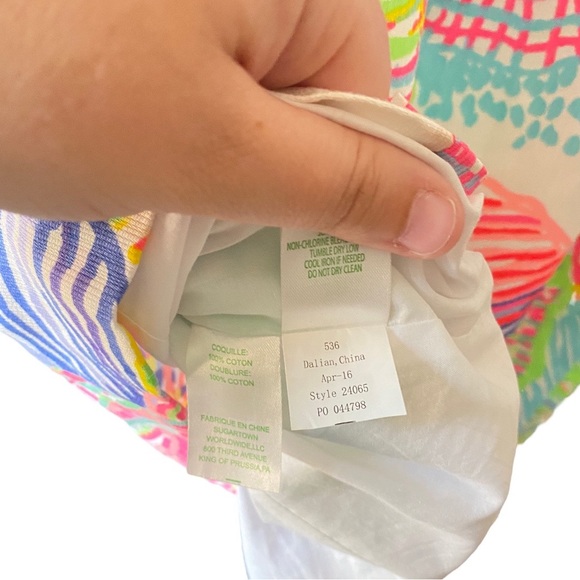 NON-CHLORINE
TUMBLE DRY LOW
COOL IRON IF NEEDED
DO NOT DRY CLEAN
536
Dalian,China
Apr-16
Style 24065
PO 044798
COQUILLE:
100% COTON
DOUBLURE:
100% COTON
FABRIQUE EN CHINE
SUGARTOWN
WORLDWIDE,LLC
800 THIRD AVENUE
KING OF PRUSSIA,PA